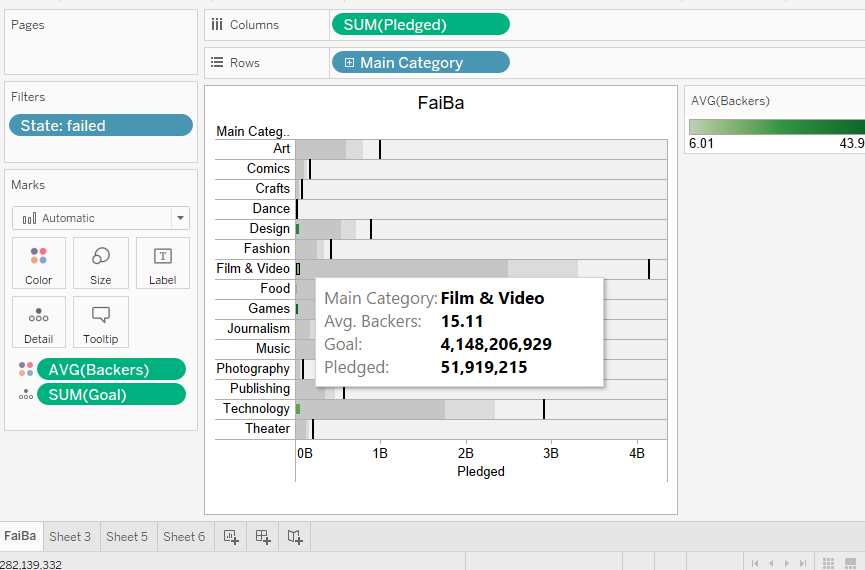 Pages
Columns
SUM(Pledged)
Rows
Main Category
Filters
State: failed
Marks
Automatic
Color
Size
Label
Detail
Tooltip
AVG(Backers)
SUM(Goal)
FaiBa
Main Categ..
Art
Comics
Crafts
Dance
Design
Fashion
Film & Video
Food
Games
Journalism
Music
Photography
Publishing
Technology
Theater
Main Category: Film & Video
Avg. Backers: 15.11
Goal: 4,148,206,929
Pledged: 51,919,215
0B 1B 2B 3B 4B
Pledged
AVG(Backers)
6.01 43.9
FaiBa Sheet 3 Sheet 5 Sheet 6
282,139,332